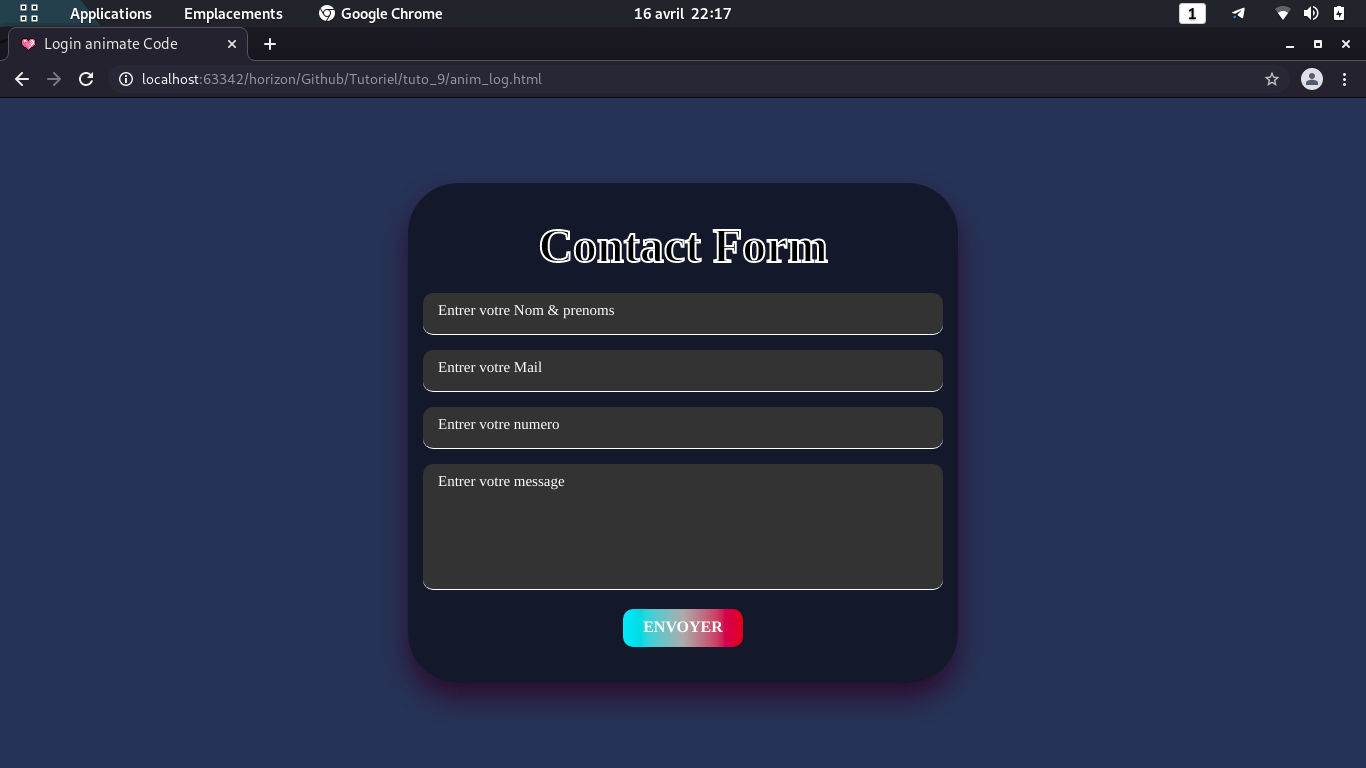 Applications Emplacements Google Chrome 16 avril 22:17 1
Login animate Code
localhost:63342/horizon/Github/Tutoriel/tuto_9/anim_log.html
Contact Form
Entrer votre Nom & prenoms
Entrer votre Mail
Entrer votre numero
Entrer votre message
ENVOYER